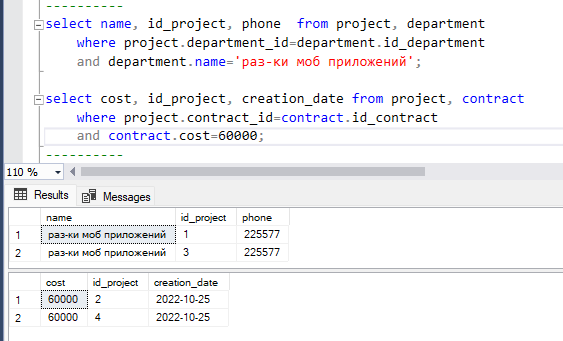 ----------
select name, id_project, phone  from project, department
where project.department_id=department.id_department
and department.name='раз-ки моб приложений';
select cost, id_project, creation_date from project, contract
where project.contract_id=contract.id_contract
and contract.cost=60000;
----------
110 %
Results Messages
name id_project phone
1 раз-ки моб приложений 1 225577
2 раз-ки моб приложений 3 225577
cost id_project creation_date
1 60000 2 2022-10-25
2 60000 4 2022-10-25